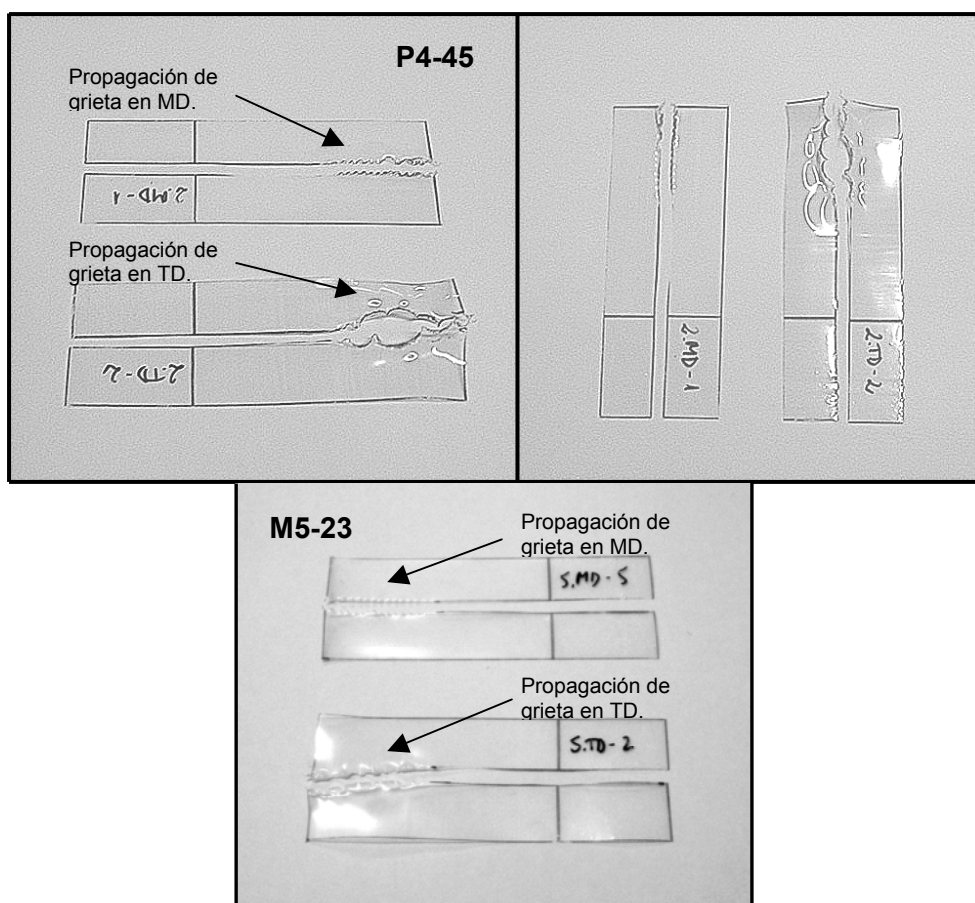 P4-45
Propagación de
grieta en MD.
2.MD-1
Propagación de
grieta en TD.
2.TD-2
2.MD-1
2.TD-2
M5-23
Propagación de
grieta en MD.
5.MD-5
Propagación de
grieta en TD.
5.TD-2